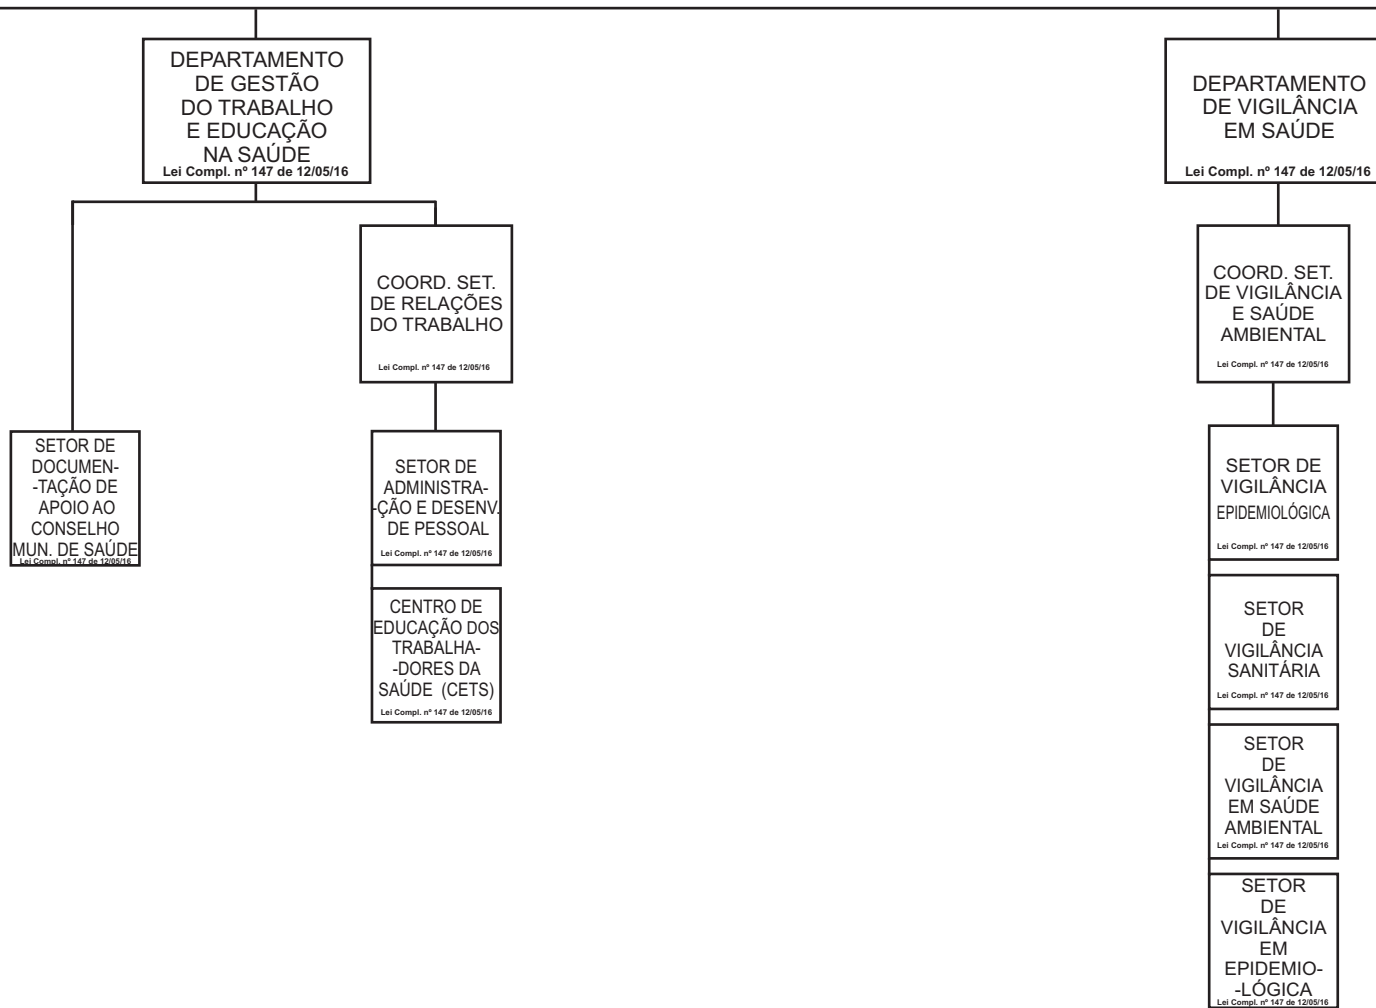 DEPARTAMENTO
DE GESTÃO
DO TRABALHO
E EDUCAÇÃO
NA SAÚDE
Lei Compl. nº 147 de 12/05/16
DEPARTAMENTO
DE VIGILÂNCIA
EM SAÚDE
Lei Compl. nº 147 de 12/05/16
COORD. SET.
DE RELAÇÕES
DO TRABALHO
Lei Compl. nº 147 de 12/05/16
COORD. SET.
DE VIGILÂNCIA
E SAÚDE
AMBIENTAL
Lei Compl. nº 147 de 12/05/16
SETOR DE
DOCUMEN-
-TAÇÃO DE
APOIO AO
CONSELHO
MUN. DE SAÚDE
Lei Compl. nº 147 de 12/05/16
SETOR DE
ADMINISTRA-
-ÇÃO E DESENV.
DE PESSOAL
Lei Compl. nº 147 de 12/05/16
CENTRO DE
EDUCAÇÃO DOS
TRABALHA-
-DORES DA
SAÚDE (CETS)
Lei Compl. nº 147 de 12/05/16
SETOR DE
VIGILÂNCIA
EPIDEMIOLÓGICA
Lei Compl. nº 147 de 12/05/16
SETOR
DE
VIGILÂNCIA
SANITÁRIA
Lei Compl. nº 147 de 12/05/16
SETOR
DE
VIGILÂNCIA
EM SAÚDE
AMBIENTAL
Lei Compl. nº 147 de 12/05/16
SETOR
DE
VIGILÂNCIA
EM
EPIDEMIO-
-LÓGICA
Lei Compl. nº 147 de 12/05/16